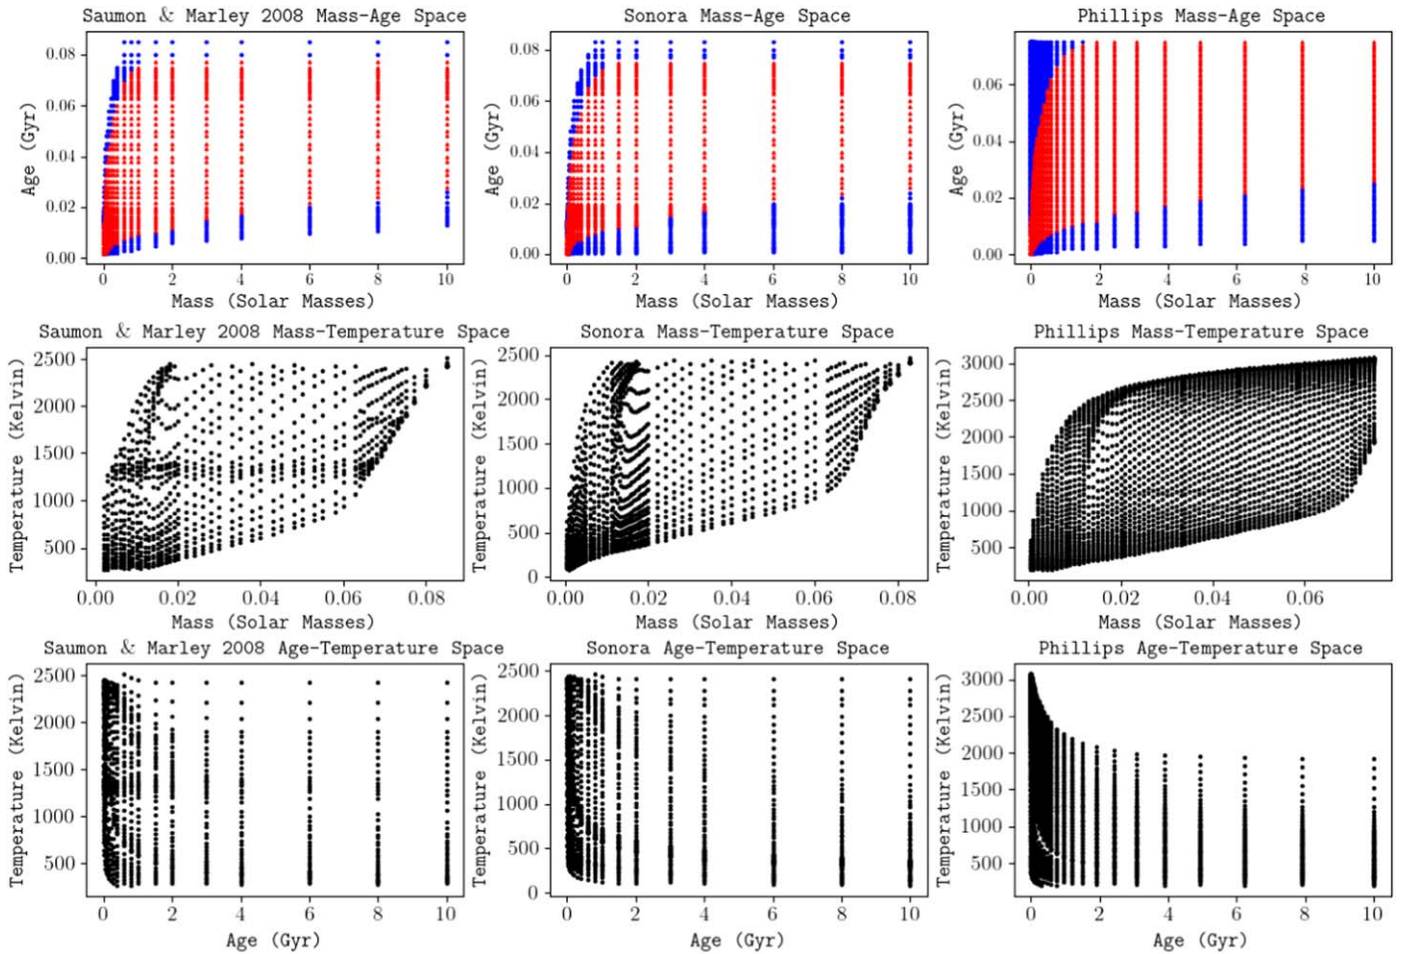 Saumon & Marley 2008 Mass-Age Space
Sonora Mass-Age Space
Phillips Mass-Age Space
Age (Gyr)
0.08
0.06
0.04
0.02
0.00
0 2 4 6 8 10
Mass (Solar Masses)
Age (Gyr)
0.08
0.06
0.04
0.02
0.00
0 2 4 6 8 10
Mass (Solar Masses)
Age (Gyr)
0.06
0.04
0.02
0.00
0 2 4 6 8 10
Mass (Solar Masses)
Saumon & Marley 2008 Mass-Temperature Space
Sonora Mass-Temperature Space
Phillips Mass-Temperature Space
Temperature (Kelvin)
2500
2000
1500
1000
500
0.00 0.02 0.04 0.06 0.08
Mass (Solar Masses)
Temperature (Kelvin)
2500
2000
1500
1000
500
0
0.00 0.02 0.04 0.06 0.08
Mass (Solar Masses)
Temperature (Kelvin)
3000
2500
2000
1500
1000
500
0.00 0.02 0.04 0.06
Mass (Solar Masses)
Saumon & Marley 2008 Age-Temperature Space
Sonora Age-Temperature Space
Phillips Age-Temperature Space
Temperature (Kelvin)
2500
2000
1500
1000
500
0 2 4 6 8 10
Age (Gyr)
Temperature (Kelvin)
2500
2000
1500
1000
500
0
0 2 4 6 8 10
Age (Gyr)
Temperature (Kelvin)
3000
2500
2000
1500
1000
500
0 2 4 6 8 10
Age (Gyr)